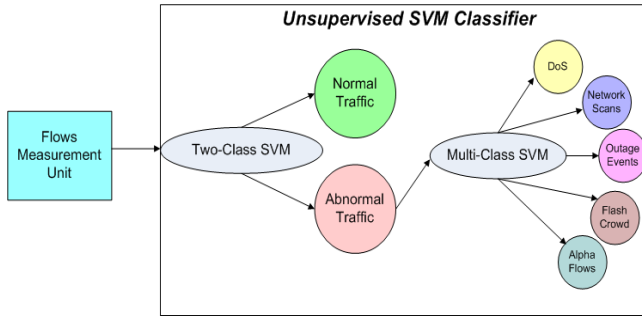 Unsupervised SVM Classifier
Flows
Measurement
Unit
Two-Class SVM
Normal
Traffic
Abnormal
Traffic
Multi-Class SVM
DoS
Network
Scans
Outage
Events
Flash
Crowd
Alpha
Flows